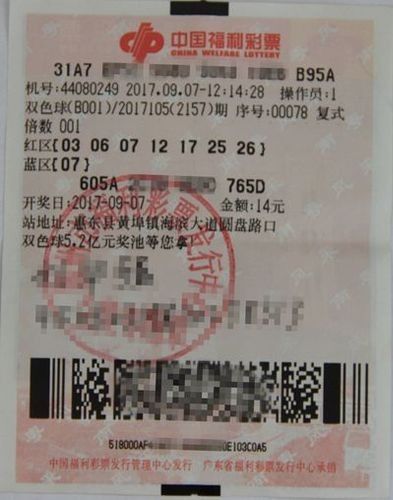 中国福利彩票
CHINA WELFARE LOTTERY
31A7 B95A
机号:44080249 2017.09.07-12:14:28 操作员:1
双色球(B001)/2017105(2157)期 序号:00078 复式
倍数 001
红区[03 06 07 12 17 25 26]
蓝区[07]
605A 765D
开奖日:2017-09-07 金额:14元
站地址:惠东县黄埠镇海滨大道圆盘路口
双色球5.2亿元奖池等您拿!
518000AF E103C0A5
中国福利彩票发行管理中心发行 广东省福利彩票发行中心承销